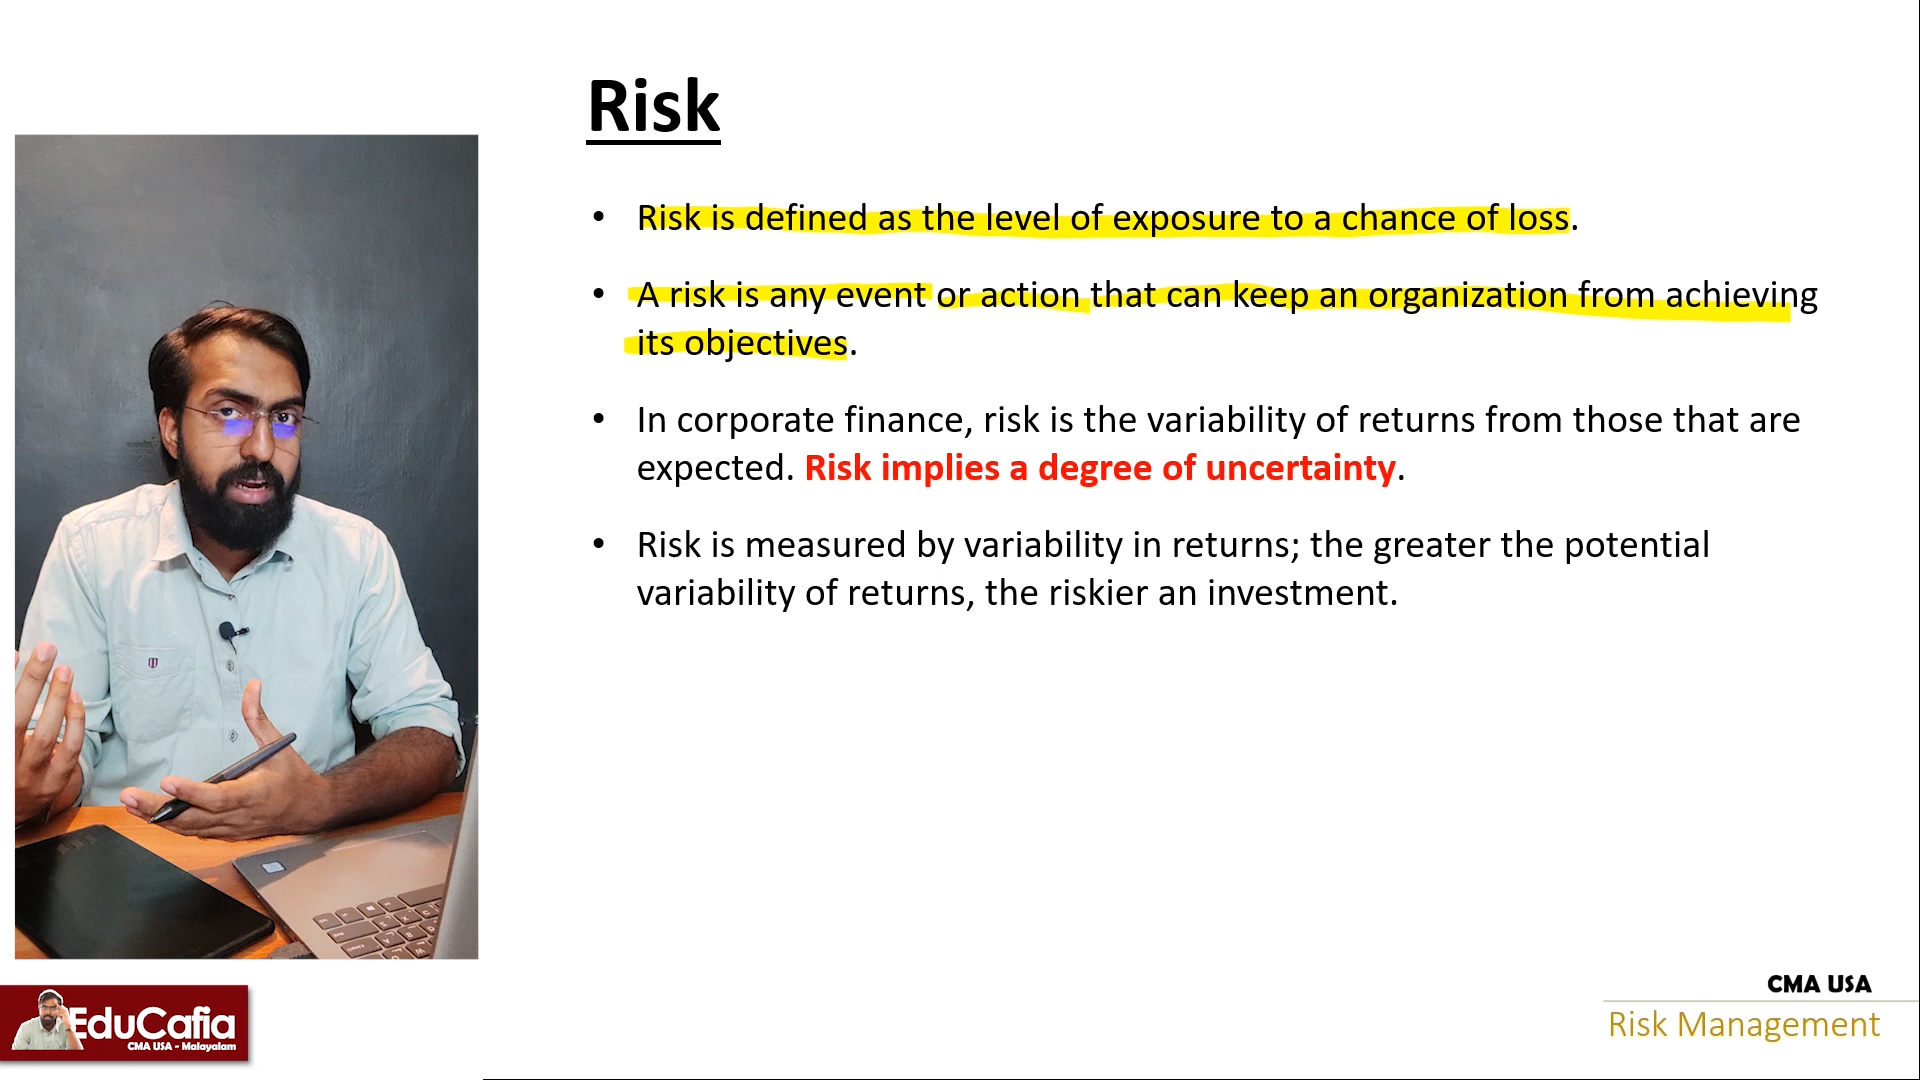 Risk
• Risk is defined as the level of exposure to a chance of loss.
• A risk is any event or action that can keep an organization from achieving
its objectives.
• In corporate finance, risk is the variability of returns from those that are
expected. Risk implies a degree of uncertainty.
• Risk is measured by variability in returns; the greater the potential
variability of returns, the riskier an investment.
EduCafia
CMA USA - Malayalam
CMA USA
Risk Management